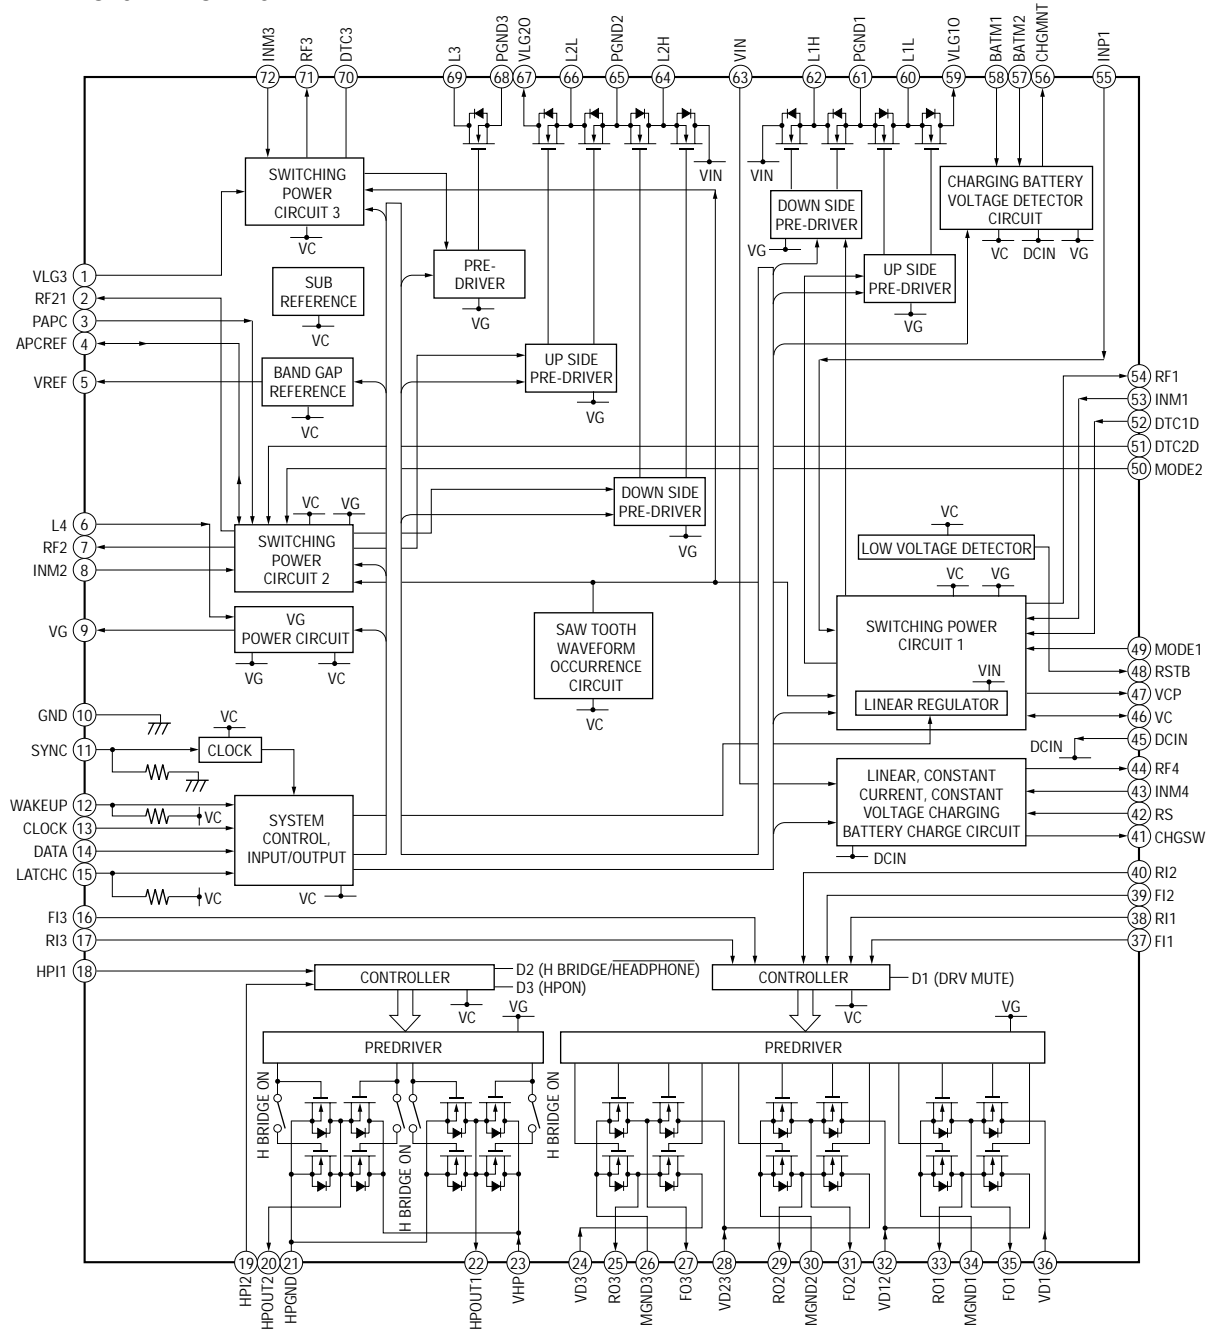 INM3
RF3
DTC3
L3
PGND3
VLG2O
L2L
PGND2
L2H
VIN
L1H
PGND1
L1L
VLG1O
BATM1
BATM2
CHGMNT
INP1
72
71
70
69
68
67
66
65
64
63
62
61
60
59
58
57
56
55
SWITCHING
POWER
CIRCUIT 3
VC
VIN
VIN
DOWN SIDE
PRE-DRIVER
VG
CHARGING BATTERY
VOLTAGE DETECTOR
CIRCUIT
VC
DCIN
VG
PRE-
DRIVER
VG
UP SIDE
PRE-DRIVER
VG
SUB
REFERENCE
VC
VLG3 1
RF21 2
PAPC 3
APCREF 4
VREF 5
BAND GAP
REFERENCE
VC
UP SIDE
PRE-DRIVER
VG
54 RF1
53 INM1
52 DTC1D
51 DTC2D
50 MODE2
DOWN SIDE
PRE-DRIVER
VG
L4 6
RF2 7
INM2 8
VC
VG
SWITCHING
POWER
CIRCUIT 2
VC
LOW VOLTAGE DETECTOR
VC
VG
SWITCHING POWER
CIRCUIT 1
VIN
LINEAR REGULATOR
VG 9
VG
POWER CIRCUIT
VG
VC
SAW TOOTH
WAVEFORM
OCCURRENCE
CIRCUIT
VC
49 MODE1
48 RSTB
47 VCP
46 VC
45 DCIN
DCIN
GND 10
SYNC 11
VC
CLOCK
44 RF4
43 INM4
42 RS
41 CHGSW
LINEAR, CONSTANT
CURRENT, CONSTANT
VOLTAGE CHARGING
BATTERY CHARGE CIRCUIT
DCIN
WAKEUP 12
CLOCK 13
DATA 14
LATCHC 15
VC
VC
SYSTEM
CONTROL,
INPUT/OUTPUT
VC
FI3 16
RI3 17
HPI1 18
40 RI2
39 FI2
38 RI1
37 FI1
CONTROLLER
D2 (H BRIDGE/HEADPHONE)
D3 (HPON)
VC
VG
CONTROLLER
D1 (DRV MUTE)
VC
VG
PREDRIVER
PREDRIVER
H BRIDGE ON
H BRIDGE ON
H BRIDGE ON
19
20
21
22
23
24
25
26
27
28
29
30
31
32
33
34
35
36
HPI2
HPOUT2
HPGND
HPOUT1
VHP
VD3
RO3
MGND3
FO3
VD23
RO2
MGND2
FO2
VD12
RO1
MGND1
FO1
VD1